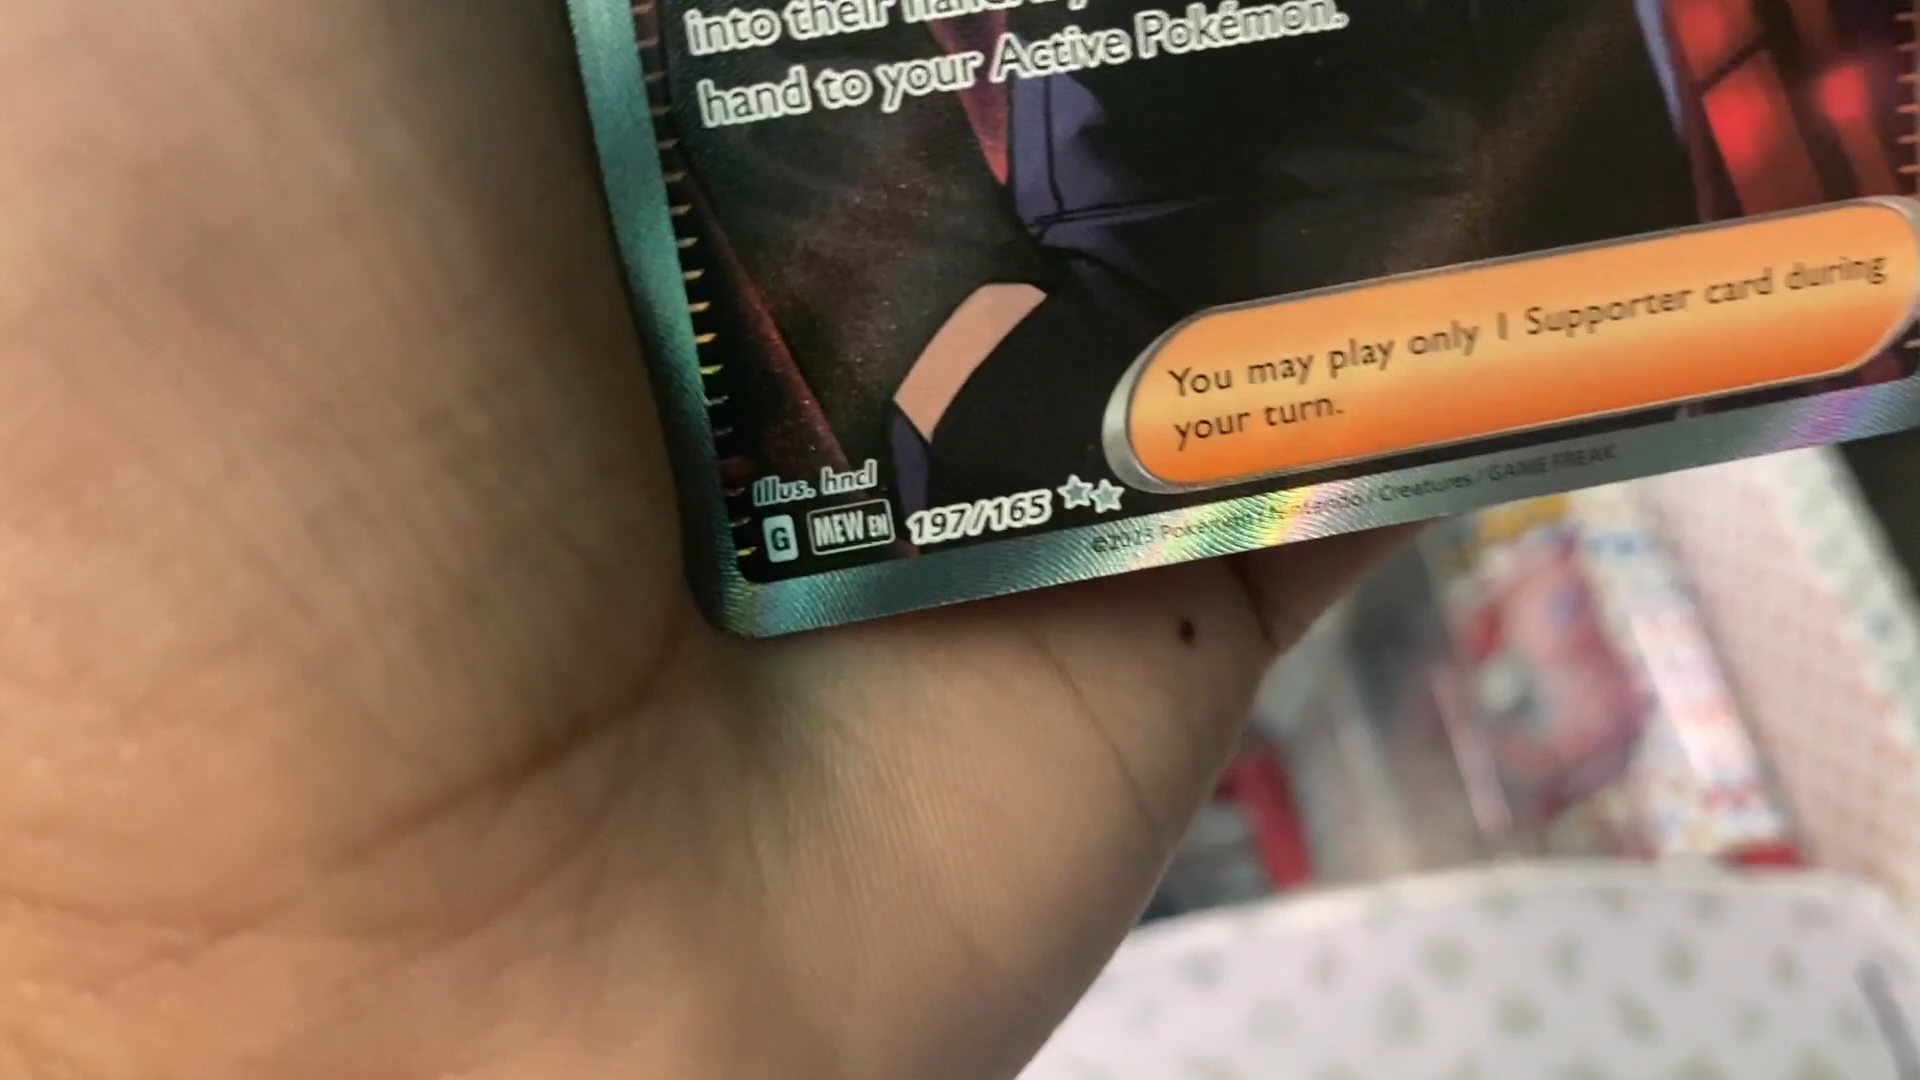 into their
hand to your Active Pokémon.
You may play only 1 Supporter card during
your turn.
Illus. hncl
G MEW EN 197/165
©2023 Pokémon / Nintendo / Creatures / GAME FREAK